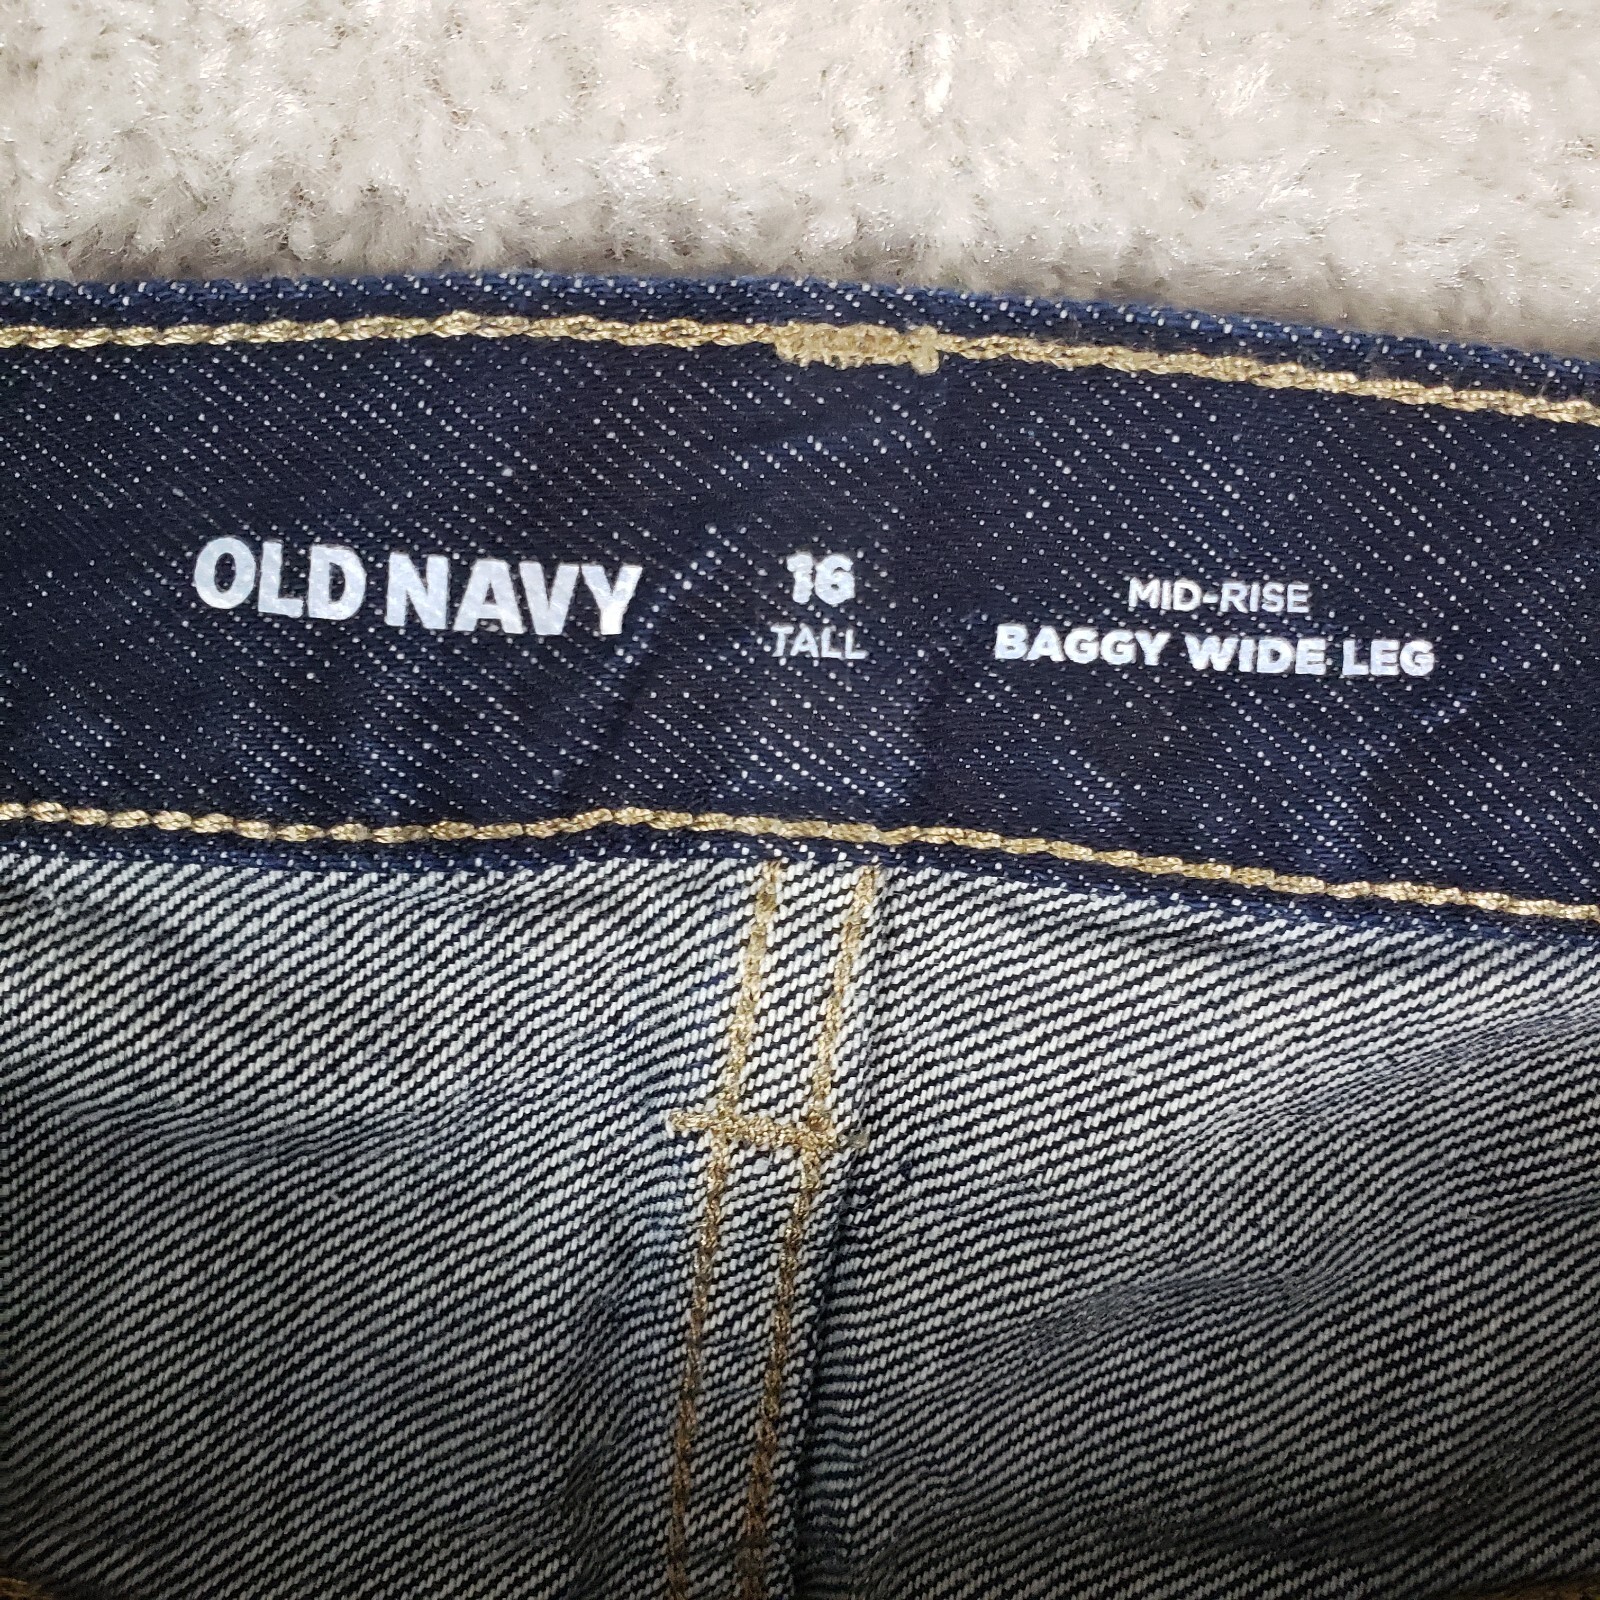 OLD NAVY
16
TALL
MID-RISE
BAGGY WIDE LEG